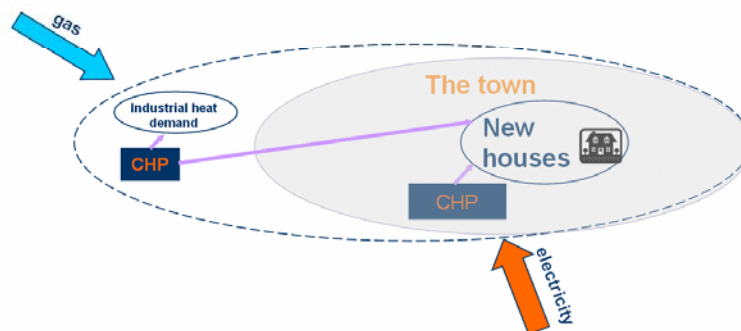 gas
The town
Industrial heat
demand
New
houses
CHP
CHP
electricity